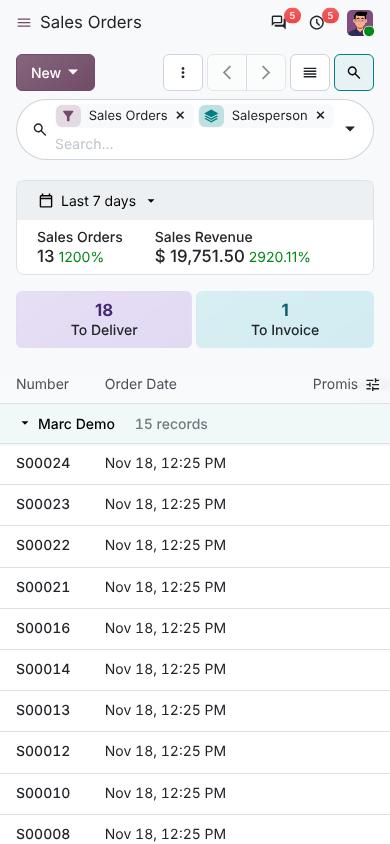 Sales Orders 5 5
New
Sales Orders × Salesperson ×
Search...
Last 7 days
Sales Orders Sales Revenue
13 1200% $ 19,751.50 2920.11%
18 1
To Deliver To Invoice
Number Order Date Promis
Marc Demo 15 records
S00024 Nov 18, 12:25 PM
S00023 Nov 18, 12:25 PM
S00022 Nov 18, 12:25 PM
S00021 Nov 18, 12:25 PM
S00016 Nov 18, 12:25 PM
S00014 Nov 18, 12:25 PM
S00013 Nov 18, 12:25 PM
S00012 Nov 18, 12:25 PM
S00010 Nov 18, 12:25 PM
S00008 Nov 18, 12:25 PM